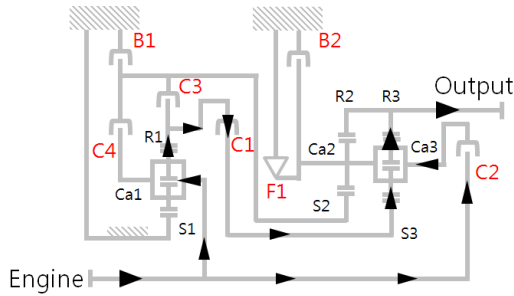 B1
B2
C3
R2
R3
Output
C4
R1
C1
Ca2
Ca3
C2
F1
Ca1
S2
S1
S3
Engine